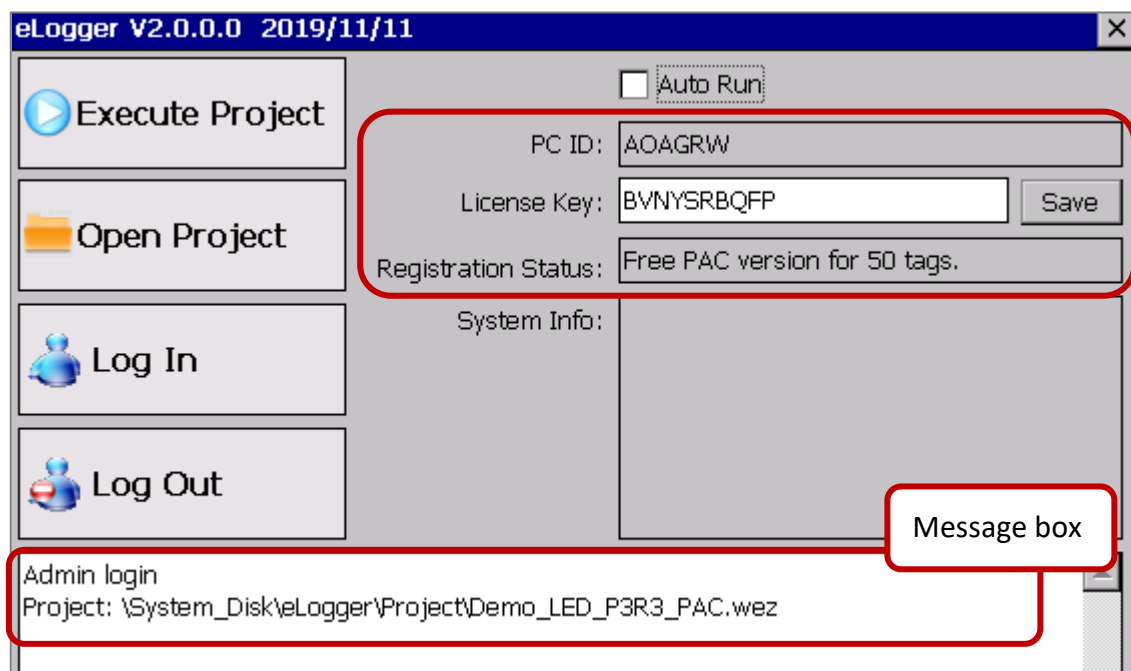 eLogger V2.0.0.0 2019/11/11
Execute Project
Open Project
Log In
Log Out
Auto Run
PC ID: AOAGRW
License Key: BVNYSRBQFP Save
Registration Status: Free PAC version for 50 tags.
System Info:
Message box
Admin login
Project: \System_Disk\eLogger\Project\Demo_LED_P3R3_PAC.wez